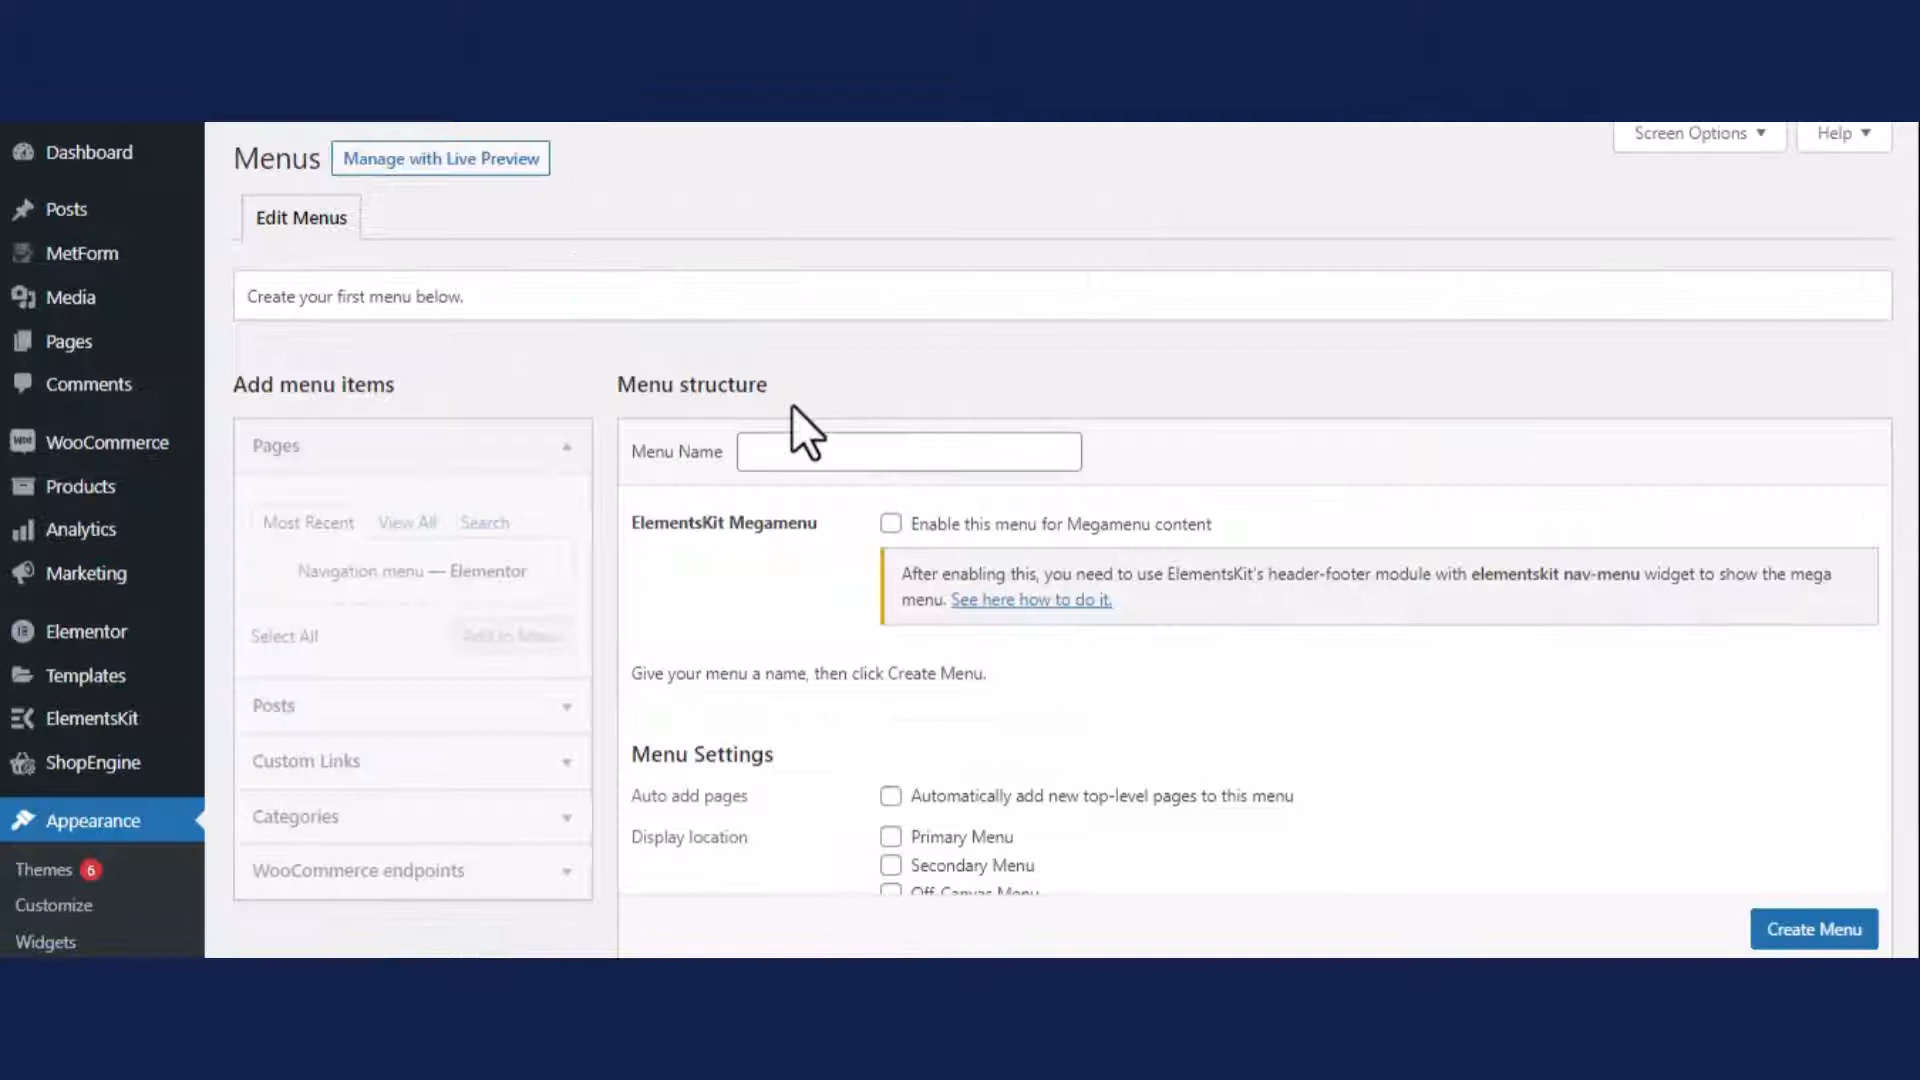 Screen Options ▼
Help ▼
Dashboard
Posts
MetForm
Media
Pages
Comments
WooCommerce
Products
Analytics
Marketing
Elementor
Templates
ElementsKit
ShopEngine
Appearance
Themes 6
Customize
Widgets
Menus
Manage with Live Preview
Edit Menus
Create your first menu below.
Add menu items
Pages
Most Recent View All Search
Navigation menu — Elementor
Select All
Add to Menu
Posts
Custom Links
Categories
WooCommerce endpoints
Menu structure
Menu Name
ElementsKit Megamenu
Enable this menu for Megamenu content
After enabling this, you need to use ElementsKit's header-footer module with elementskit nav-menu widget to show the mega
menu. See here how to do it.
Give your menu a name, then click Create Menu.
Menu Settings
Auto add pages
Automatically add new top-level pages to this menu
Display location
Primary Menu
Secondary Menu
Off-Canvas Menu
Create Menu